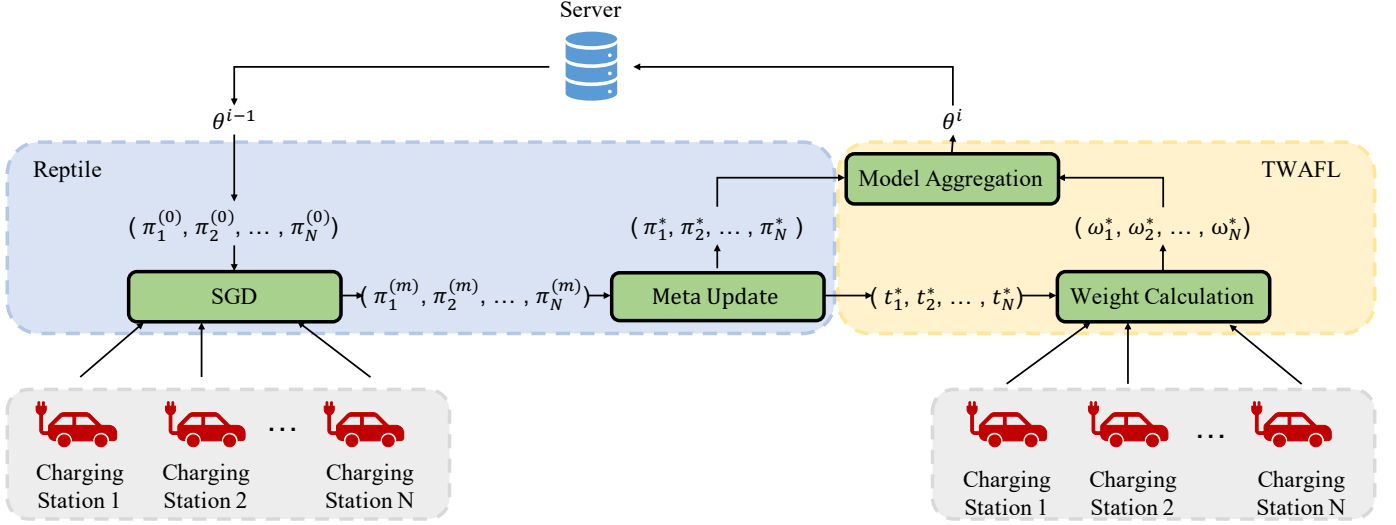 Server
θ^{i−1}
θ^{i}
Reptile
Model Aggregation
TWAFL
( π_1^{(0)}, π_2^{(0)}, … , π_N^{(0)})
( π_1^*, π_2^*, … , π_N^* )
( ω_1^*, ω_2^*, … , ω_N^*)
SGD
( π_1^{(m)}, π_2^{(m)}, … , π_N^{(m)})
Meta Update
( t_1^*, t_2^*, … , t_N^*)
Weight Calculation
...
Charging
Station 1
Charging
Station 2
Charging
Station N
...
Charging
Station 1
Charging
Station 2
Charging
Station N